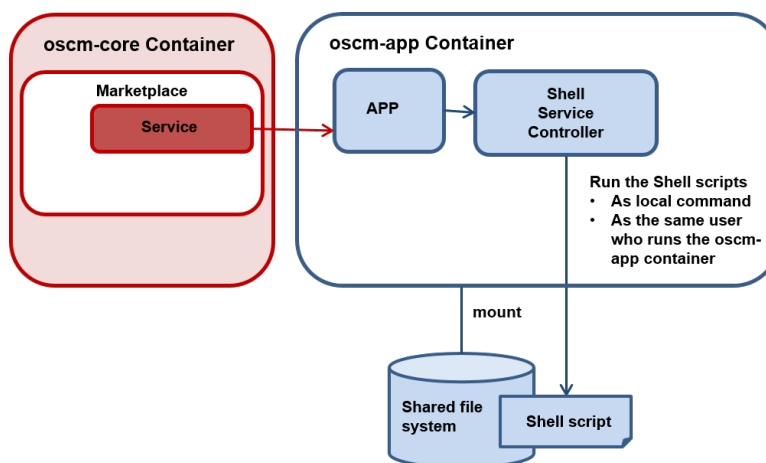 oscm-core Container
Marketplace
Service
oscm-app Container
APP
Shell
Service
Controller
Run the Shell scripts
• As local command
• As the same user
who runs the oscm-
app container
mount
Shared file
system
Shell script